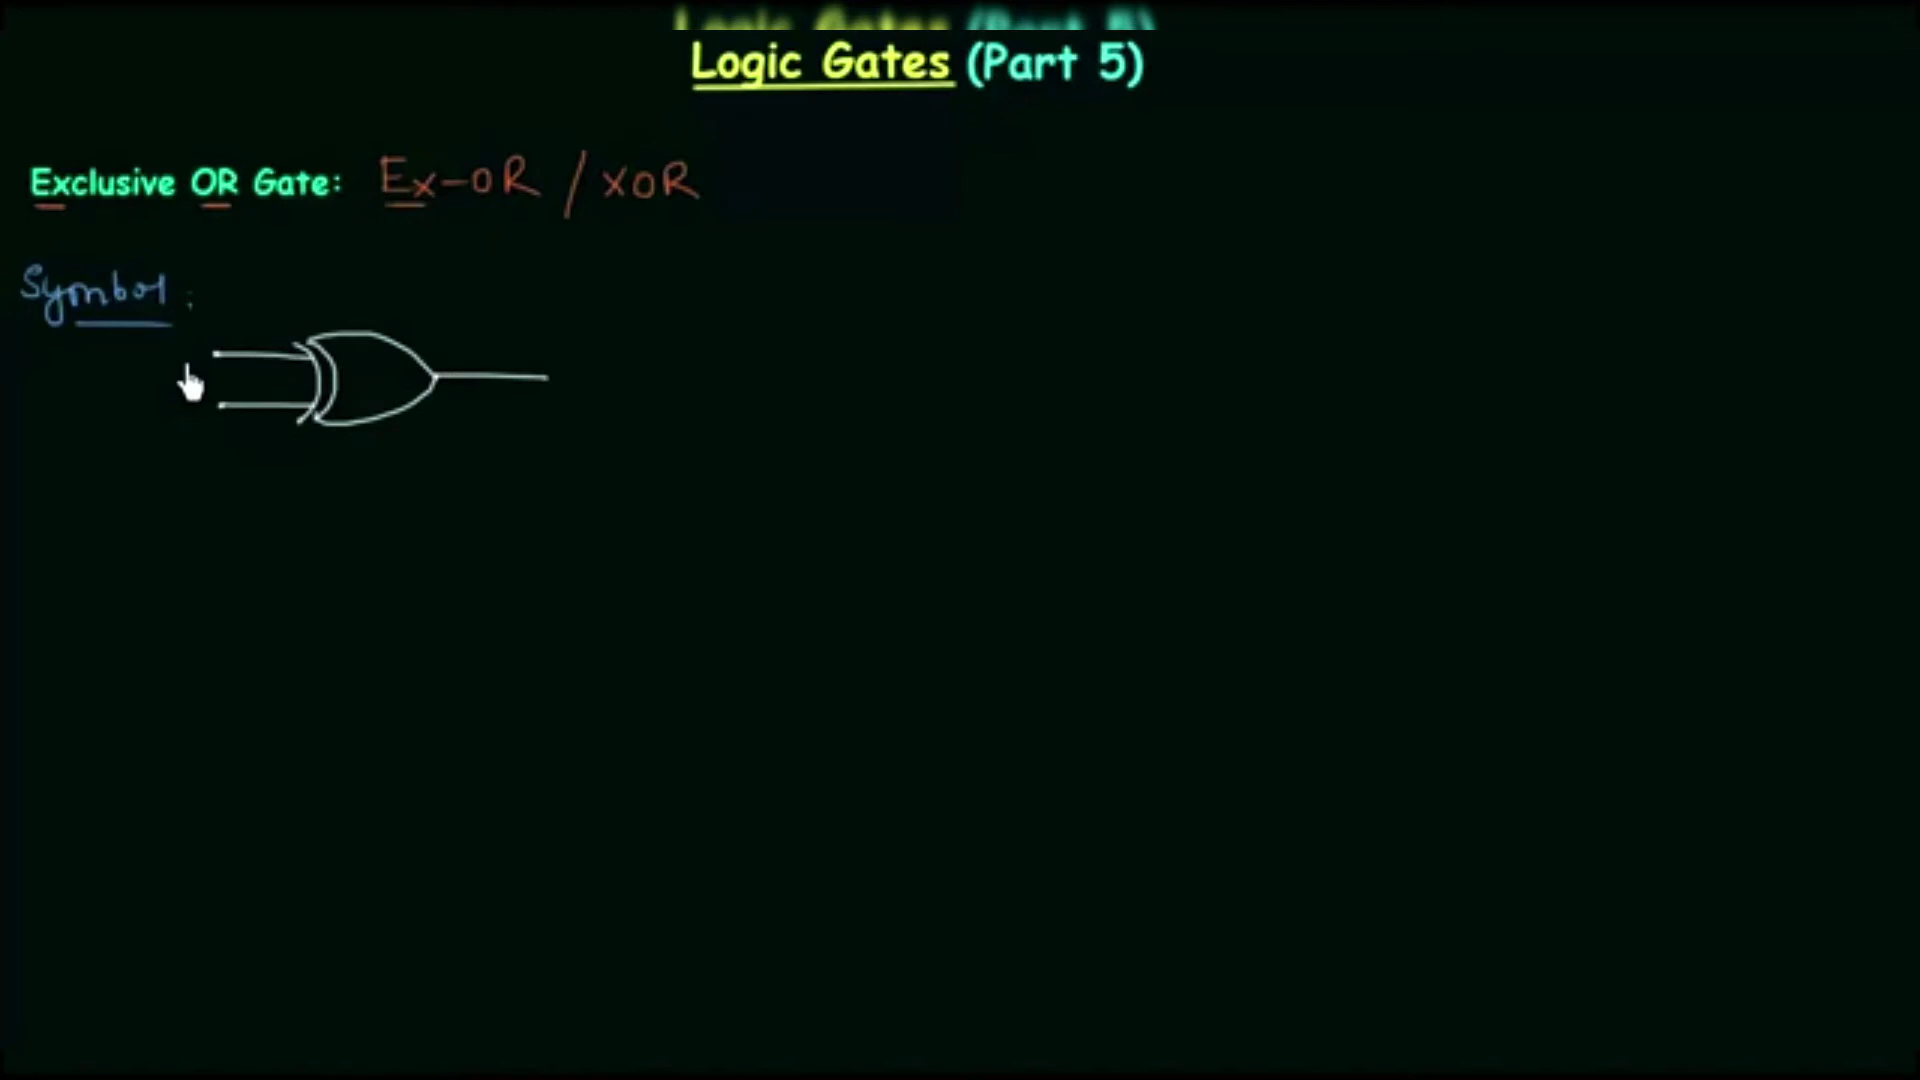 Logic Gates (Part 5)
Exclusive OR Gate: Ex-OR / XOR
Symbol :